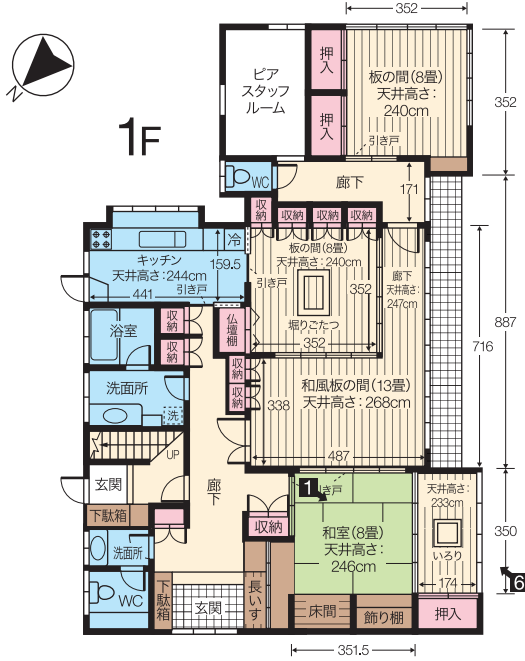 N
1F
352
ピア
スタッフ
ルーム
押入
押入
板の間(8畳)
天井高さ:
240cm
引き戸
352
WC
廊下
171
収納
収納
収納
収納
冷
キッチン
天井高さ:244cm
159.5
441
引き戸
板の間(8畳)
天井高さ:240cm
引き戸
352
堀りごたつ
352
廊下
天井高さ:
247cm
887
716
浴室
収納
収納
仏壇棚
収納
収納
洗面所
洗
和風板の間(13畳)
天井高さ:268cm
338
487
UP
玄関
下駄箱
廊下
収納
引き戸
1
和室(8畳)
天井高さ:
246cm
天井高さ:
233cm
いろり
174
350
6
洗面所
WC
下駄箱
玄関
長いす
床間
飾り棚
押入
351.5